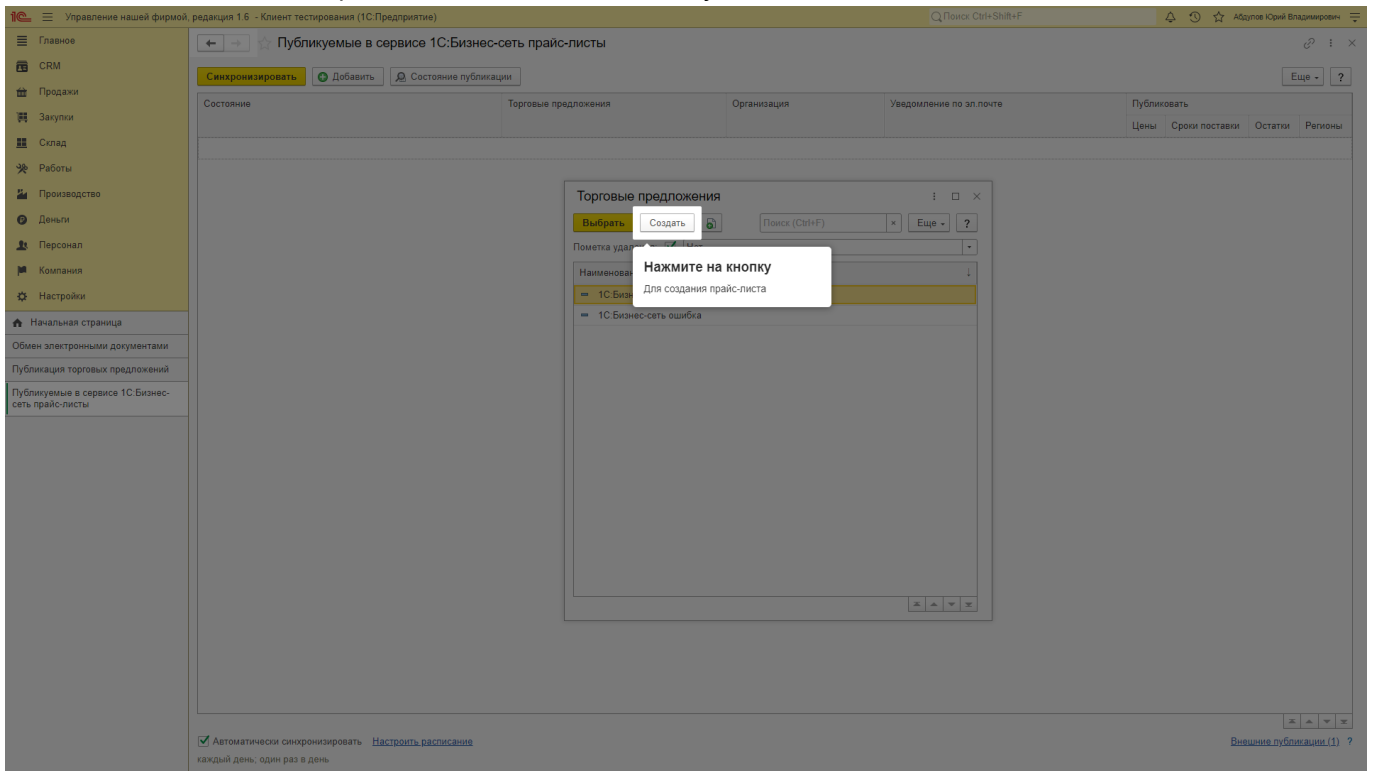 1С Управление нашей фирмой, редакция 1.6 - Клиент тестирования (1С:Предприятие) Поиск Ctrl+Shift+F Абдулов Юрий Владимирович
Главное
CRM
Продажи
Закупки
Склад
Работы
Производство
Деньги
Персонал
Компания
Настройки
Начальная страница
Обмен электронными документами
Публикация торговых предложений
Публикуемые в сервисе 1С:Бизнес-
сеть прайс-листы
Публикуемые в сервисе 1С:Бизнес-сеть прайс-листы
Синхронизировать Добавить Состояние публикации Еще ?
Состояние Торговые предложения Организация Уведомление по эл.почте Публиковать
Цены Сроки поставки Остатки Регионы
Торговые предложения
Выбрать Создать Поиск (Ctrl+F) × Еще ?
Пометка
Нажмите на кнопку
Для создания прайс-листа
1С:Бизнес-сеть ошибка
Автоматически синхронизировать Настроить расписание Внешние публикации (1) ?
каждый день; один раз в день